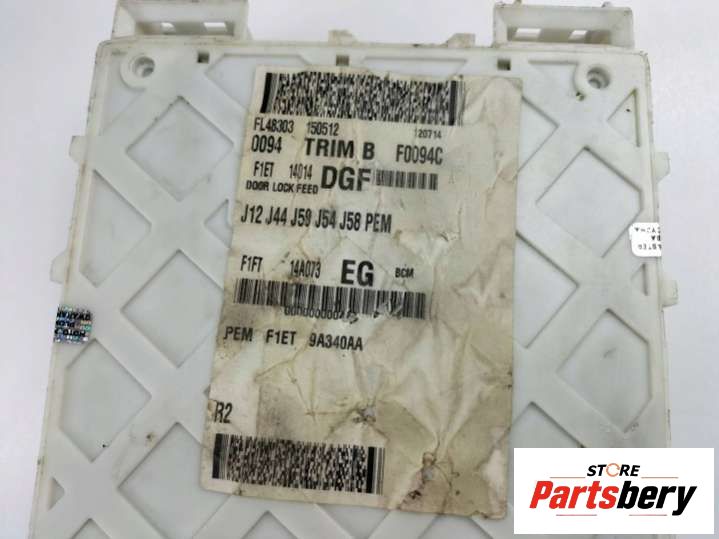 FL48303 150512 120714
0094 TRIM B F0094C
F1ET 14014 DGF
DOOR LOCK FEED
J12 J44 J59 J54 J58 PEM
F1FT 14A073 EG BCM
PEM F1ET 9A340AA
R2
STORE
Partsbery